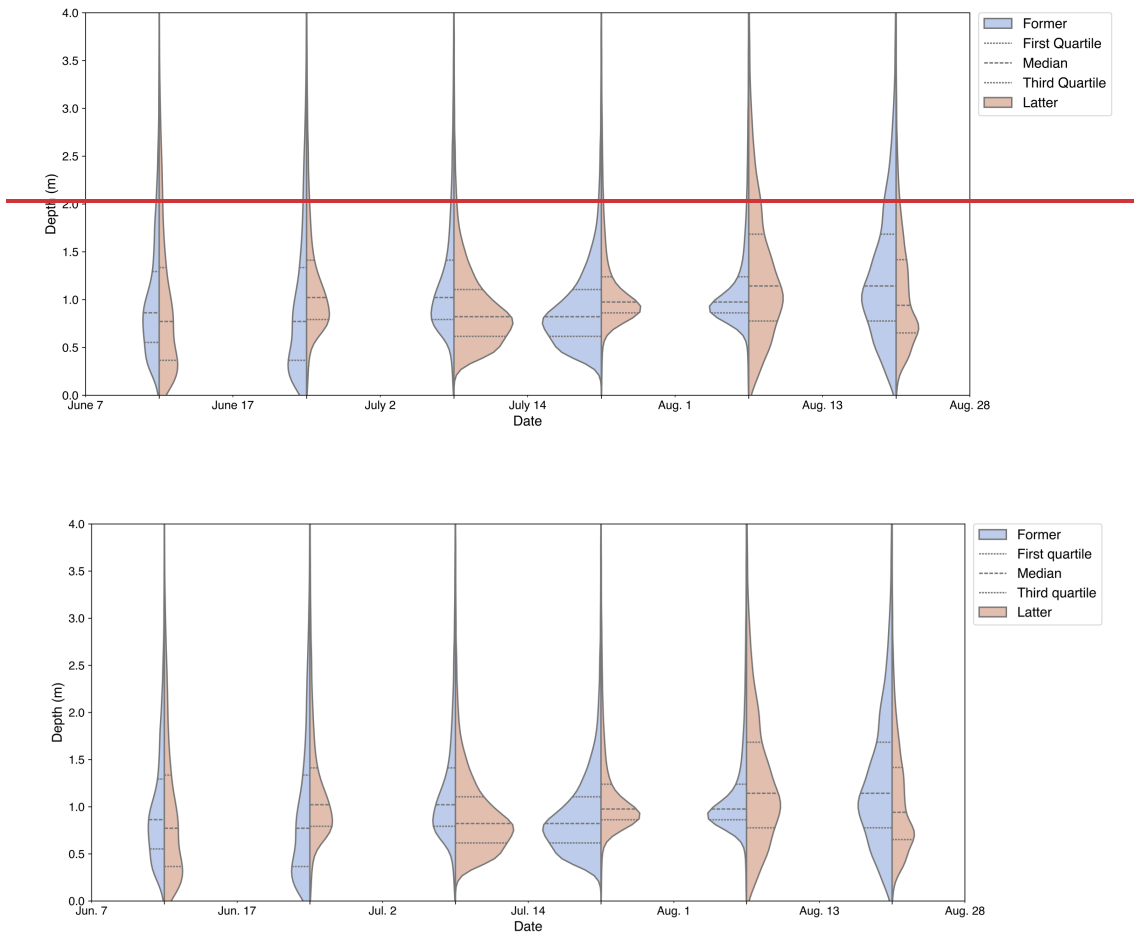 4.0
3.5
3.0
2.5
2.0
1.5
1.0
0.5
0.0
Depth (m)
June 7 June 17 July 2 July 14 Aug. 1 Aug. 13 Aug. 28
Date
Former
First Quartile
Median
Third Quartile
Latter
4.0
3.5
3.0
2.5
2.0
1.5
1.0
0.5
0.0
Depth (m)
Jun. 7 Jun. 17 Jul. 2 Jul. 14 Aug. 1 Aug. 13 Aug. 28
Date
Former
First quartile
Median
Third quartile
Latter